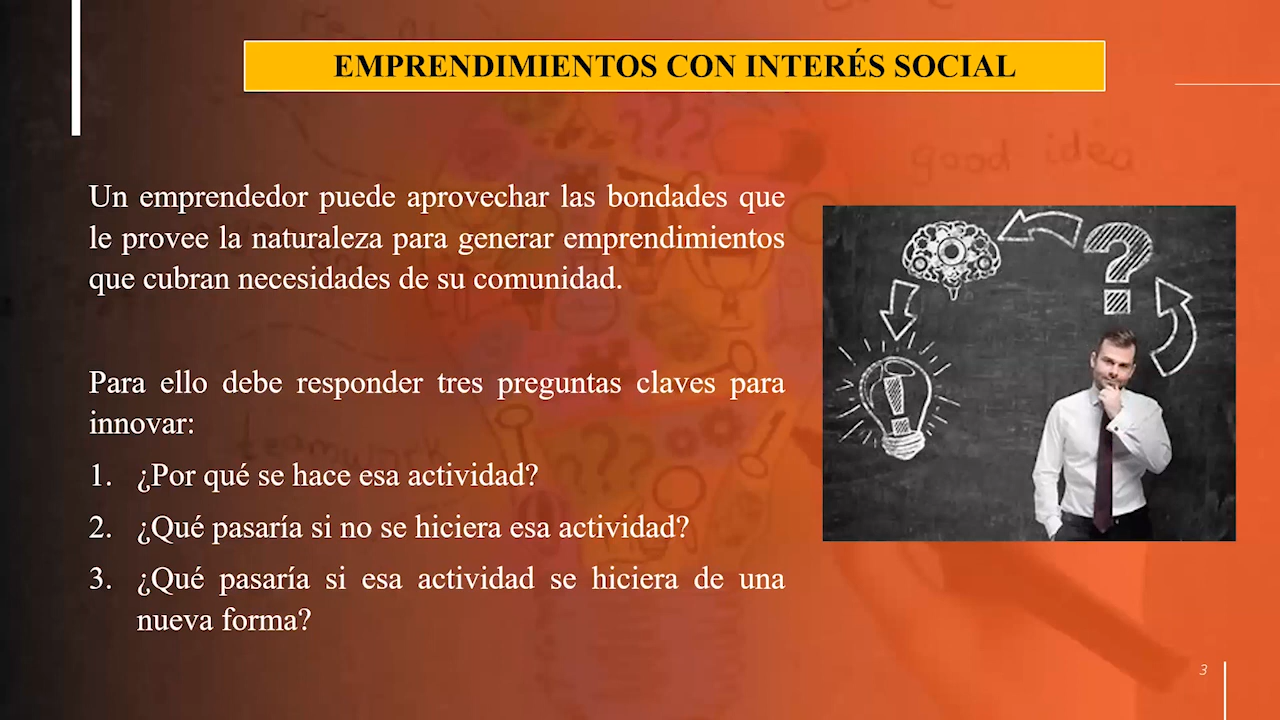 EMPRENDIMIENTOS CON INTERÉS SOCIAL
good idea
Un emprendedor puede aprovechar las bondades que
le provee la naturaleza para generar emprendimientos
que cubran necesidades de su comunidad.
Para ello debe responder tres preguntas claves para
innovar:
teamwork
1. ¿Por qué se hace esa actividad?
2. ¿Qué pasaría si no se hiciera esa actividad?
3. ¿Qué pasaría si esa actividad se hiciera de una
nueva forma?
3